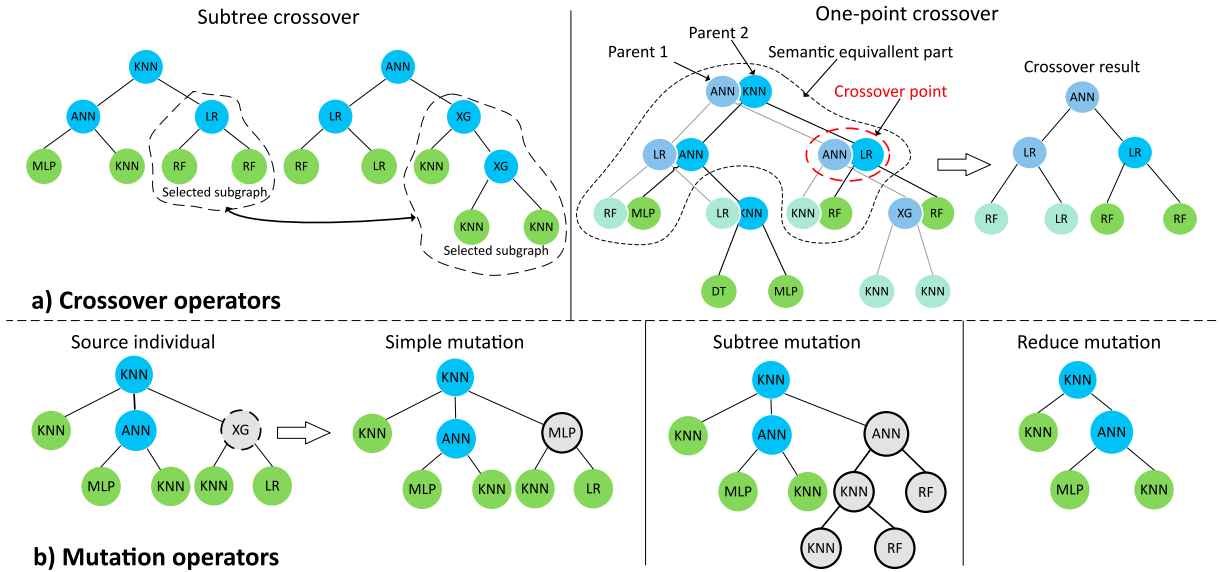 Subtree crossover
KNN
ANN
ANN
LR
LR
XG
MLP
KNN
RF
RF
RF
LR
KNN
XG
Selected subgraph
KNN
KNN
Selected subgraph
One-point crossover
Parent 1
Parent 2
Semantic equivallent part
Crossover point
Crossover result
ANN
KNN
ANN
LR
ANN
ANN
LR
LR
LR
RF
MLP
LR
KNN
KNN
RF
XG
RF
RF
LR
RF
RF
DT
MLP
KNN
KNN
a) Crossover operators
Source individual
KNN
KNN
ANN
XG
MLP
KNN
KNN
LR
Simple mutation
KNN
KNN
ANN
MLP
MLP
KNN
KNN
LR
Subtree mutation
KNN
KNN
ANN
ANN
MLP
KNN
KNN
RF
KNN
RF
Reduce mutation
KNN
KNN
ANN
MLP
KNN
b) Mutation operators